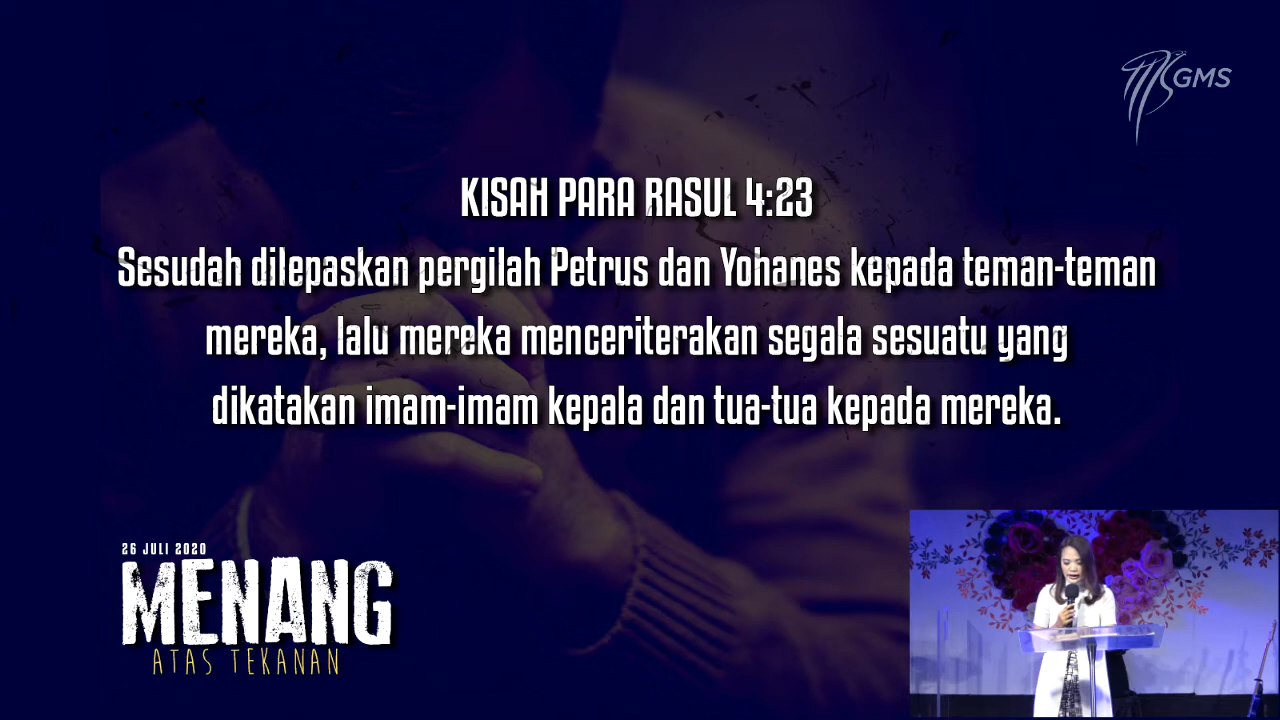 GMS
KISAH PARA RASUL 4:23
Sesudah dilepaskan pergilah Petrus dan Yohanes kepada teman-teman
mereka, lalu mereka menceriterakan segala sesuatu yang
dikatakan imam-imam kepala dan tua-tua kepada mereka.
26 JULI 2020
MENANG
ATAS TEKANAN